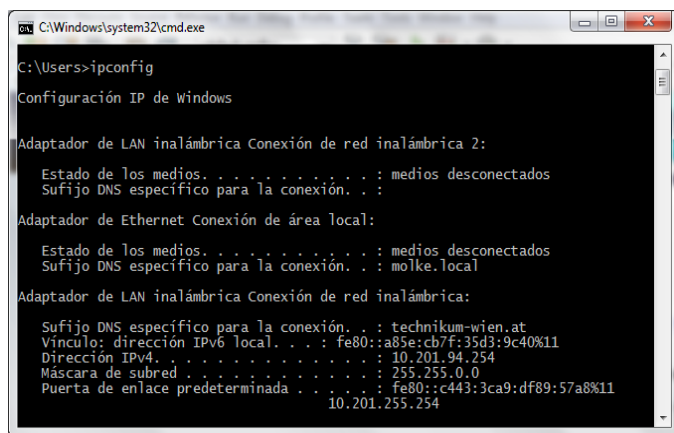 C:\Windows\system32\cmd.exe
C:\Users>ipconfig
Configuración IP de Windows
Adaptador de LAN inalámbrica Conexión de red inalámbrica 2:
Estado de los medios. . . . . . . . . . . : medios desconectados
Sufijo DNS específico para la conexión. . :
Adaptador de Ethernet Conexión de área local:
Estado de los medios. . . . . . . . . . . : medios desconectados
Sufijo DNS específico para la conexión. . : molke.local
Adaptador de LAN inalámbrica Conexión de red inalámbrica:
Sufijo DNS específico para la conexión. . : technikum-wien.at
Vínculo: dirección IPv6 local. . . : fe80::a85e:cb7f:35d3:9c40%11
Dirección IPv4. . . . . . . . . . . . . . : 10.201.94.254
Máscara de subred . . . . . . . . . . . . : 255.255.0.0
Puerta de enlace predeterminada . . . . . : fe80::c443:3ca9:df89:57a8%11
10.201.255.254